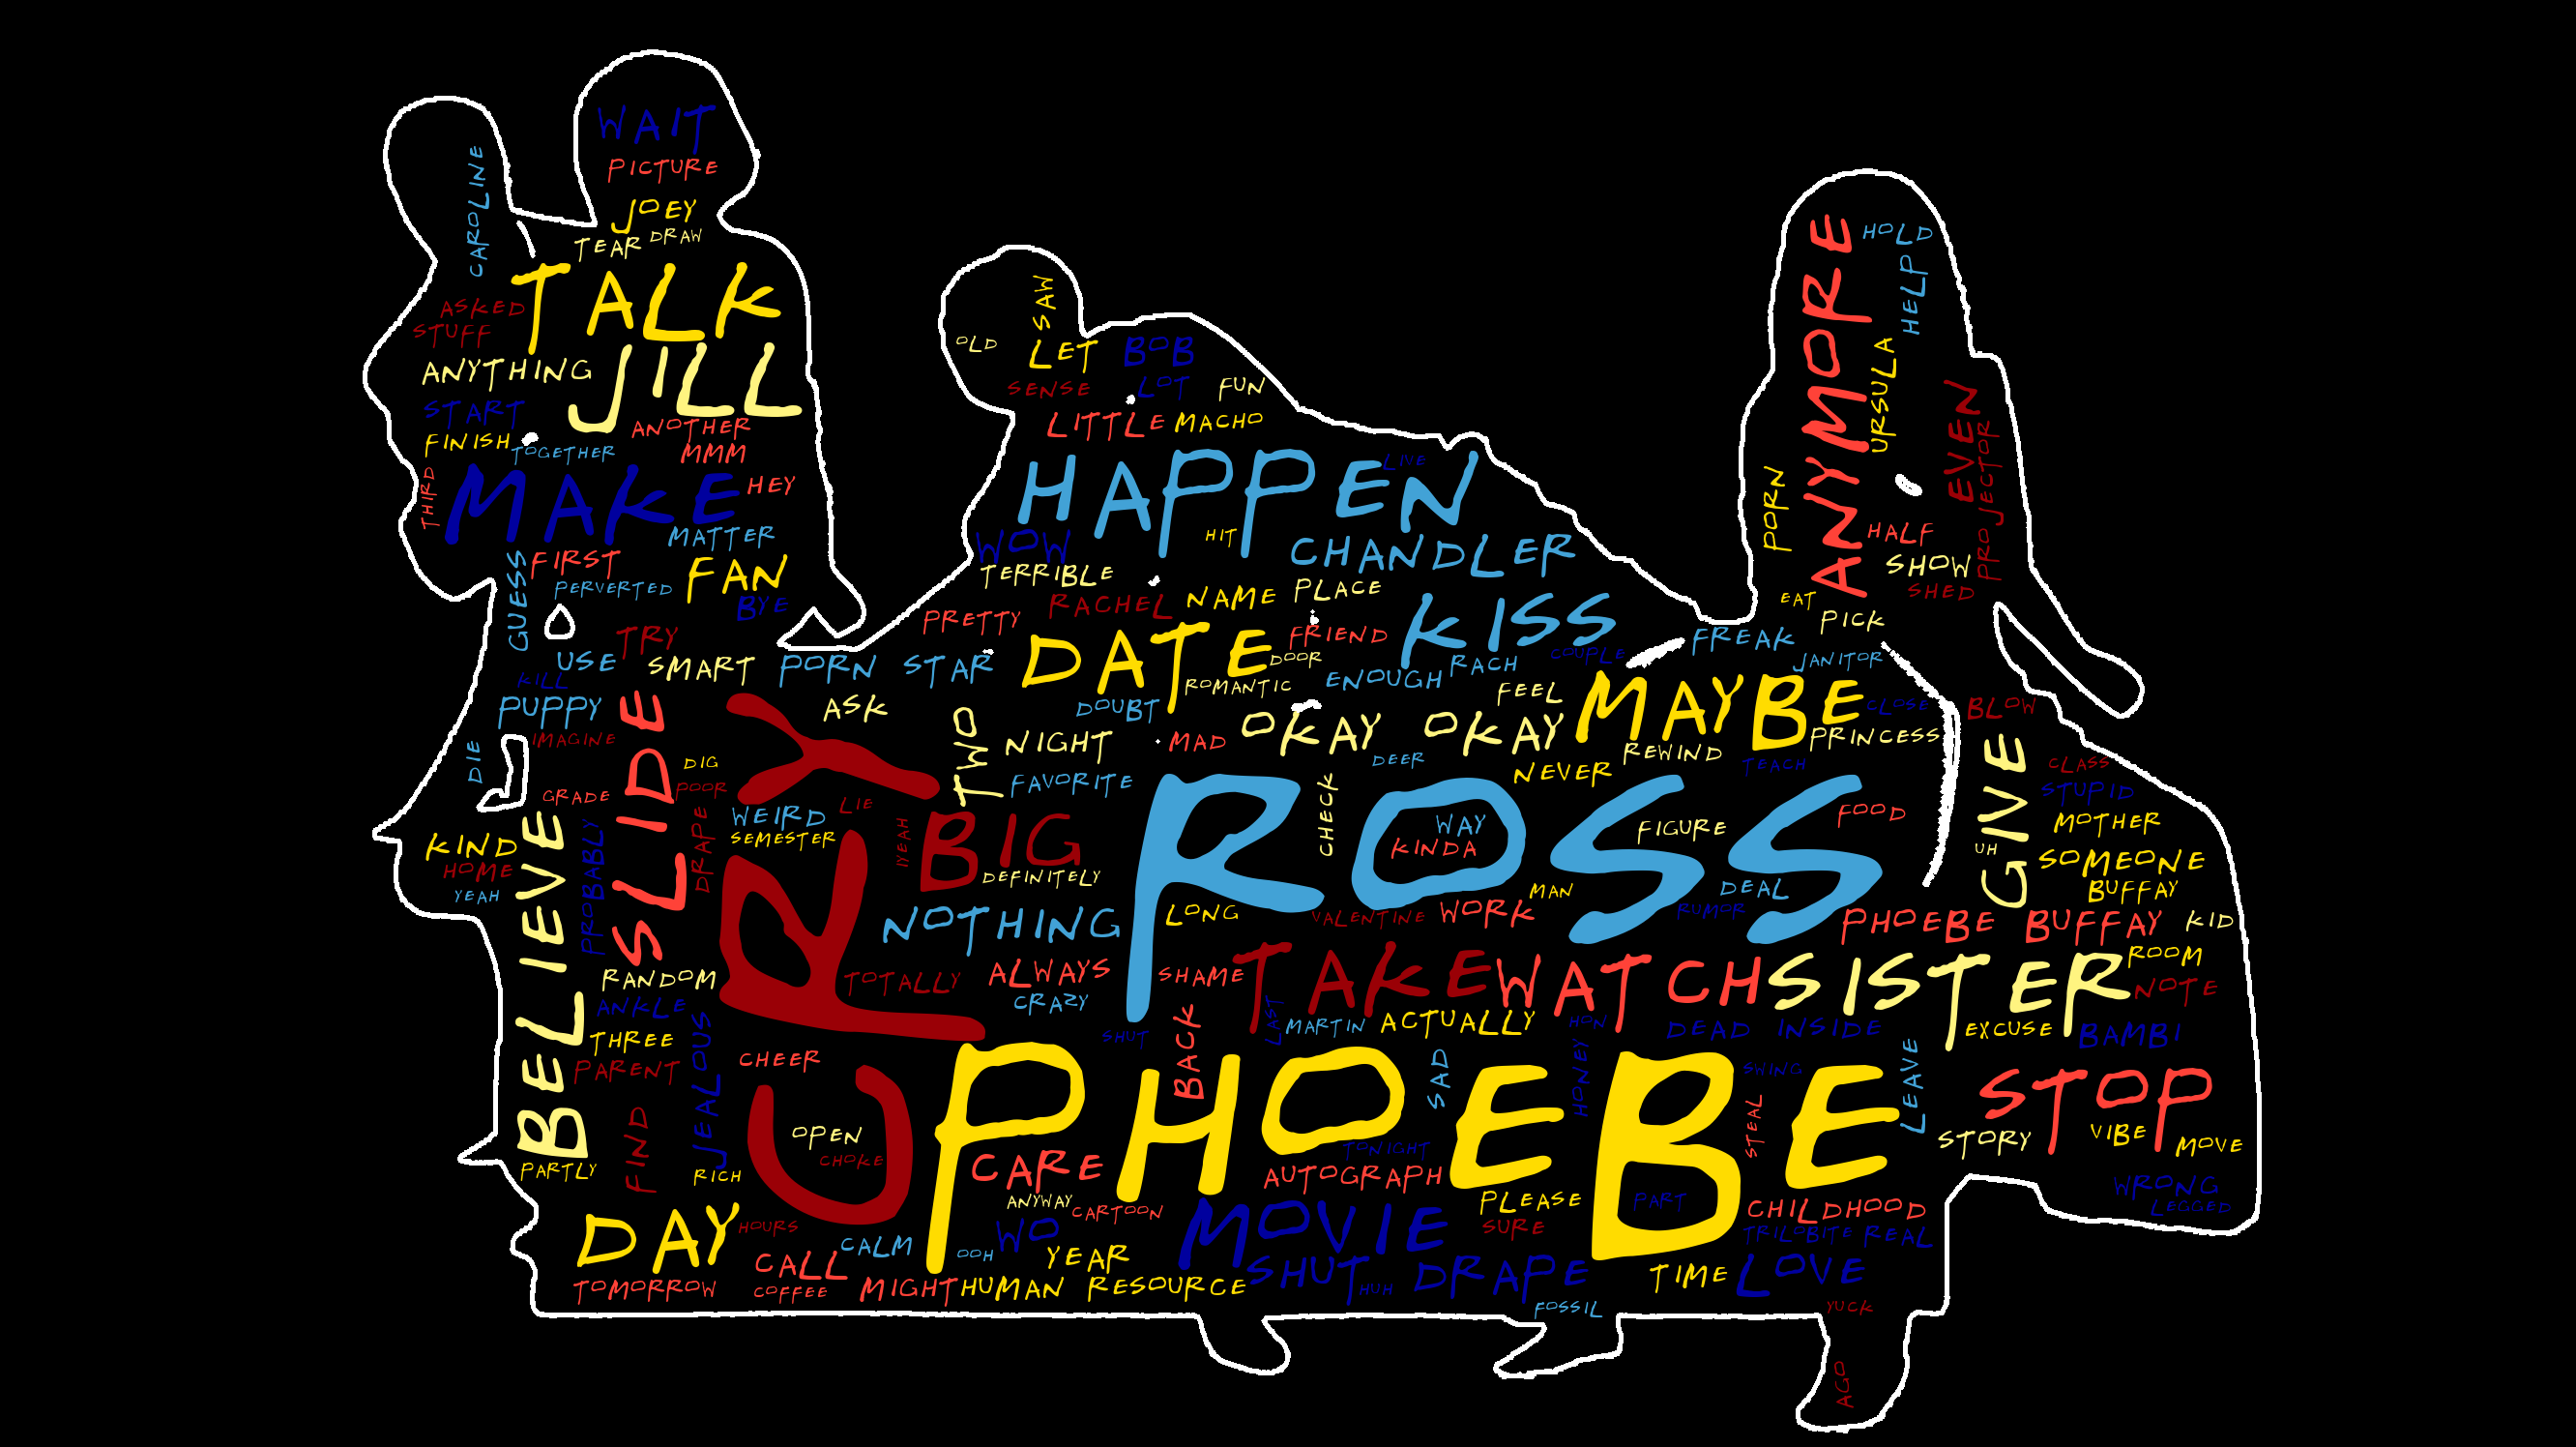 WAIT
PICTURE
JOEY
TEAR DRAW
CAROLINE
TALK
ASKED
STUFF
JILL
ANYTHING
START
ANOTHER
FINISH
TOGETHER
MMM
THIRD
MAKE
HEY
MATTER
GUESS
FIRST
PERVERTED
FAN
BYE
TRY
USE
SMART
KILL
PUPPY
IMAGINE
DIE
PORN STAR
ASK
SAW
OLD
LET
BOB
SENSE
LOT
FUN
LITTLE
MACHO
HAPPEN
LIVE
WOW
HIT
CHANDLER
TERRIBLE
RACHEL
NAME
PLACE
PRETTY
DATE
FRIEND
KISS
DOOR
ROMANTIC
ENOUGH
RACH
COUPLE
DOUBT
FEEL
TWO
NIGHT
MAD
OKAY OKAY
DEER
MAYBE
REWIND
NEVER
TEACH
FAVORITE
CHECK
ANYMORE
HOLD
HELP
URSULA
EVEN
PROJECTOR
PORN
HALF
SHOW
SHED
EAT
PICK
FREAK
JANITOR
CLOSE
PRINCESS
BLOW
GIVE
CLASS
STUPID
MOTHER
UH
SOMEONE
BUFFAY
PHOEBE BUFFAY
KID
ROOM
NOTE
SLIDE
CRY
DIG
POOR
GRADE
DRAPE
WEIRD
LIE
SEMESTER
YEAH
BIG
DEFINITELY
KIND
HOME
YEAH
BELIEVE
PROBABLY
NOTHING
ROSS
WAY
KINDA
FIGURE
FOOD
LONG
VALENTINE
WORK
MAN
DEAL
RUMOR
RANDOM
TOTALLY
ALWAYS
CRAZY
SHAME
TAKE
WATCH
SISTER
ANKLE
THREE
PARENT
JEALOUS
CHEER
SHUT
BACK
LAST
MARTIN
ACTUALLY
HON
DEAD INSIDE
EXCUSE
BAMBI
FIND
OPEN
CHOKE
PHOEBE
SAD
HONEY
SWING
STEAL
LEAVE
STOP
STORY
VIBE
MOVE
PARTLY
RICH
CARE
TONIGHT
AUTOGRAPH
PLEASE
PART
CHILDHOOD
WRONG
LEGGED
DAY
HOURS
ANYWAY
CARTOON
CALM
OOH
WO
MOVIE
SURE
TRILOBITE
REAL
CALL
YEAR
TOMORROW
COFFEE
MIGHT
HUMAN RESOURCE
SHUT DRAPE
HUH
TIME
LOVE
FOSSIL
YUCK
AGO